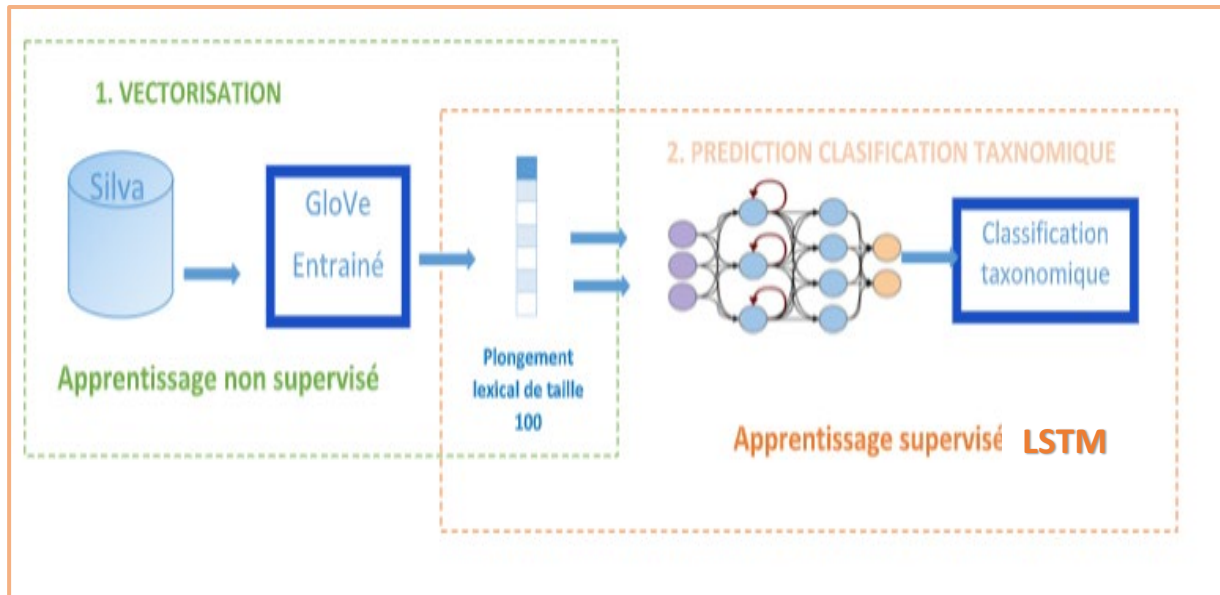 1. VECTORISATION
Silva
GloVe
Entrainé
Apprentissage non supervisé
Plongement
lexical de taille
100
2. PREDICTION CLASIFICATION TAXNOMIQUE
Classification
taxonomique
Apprentissage supervisé LSTM